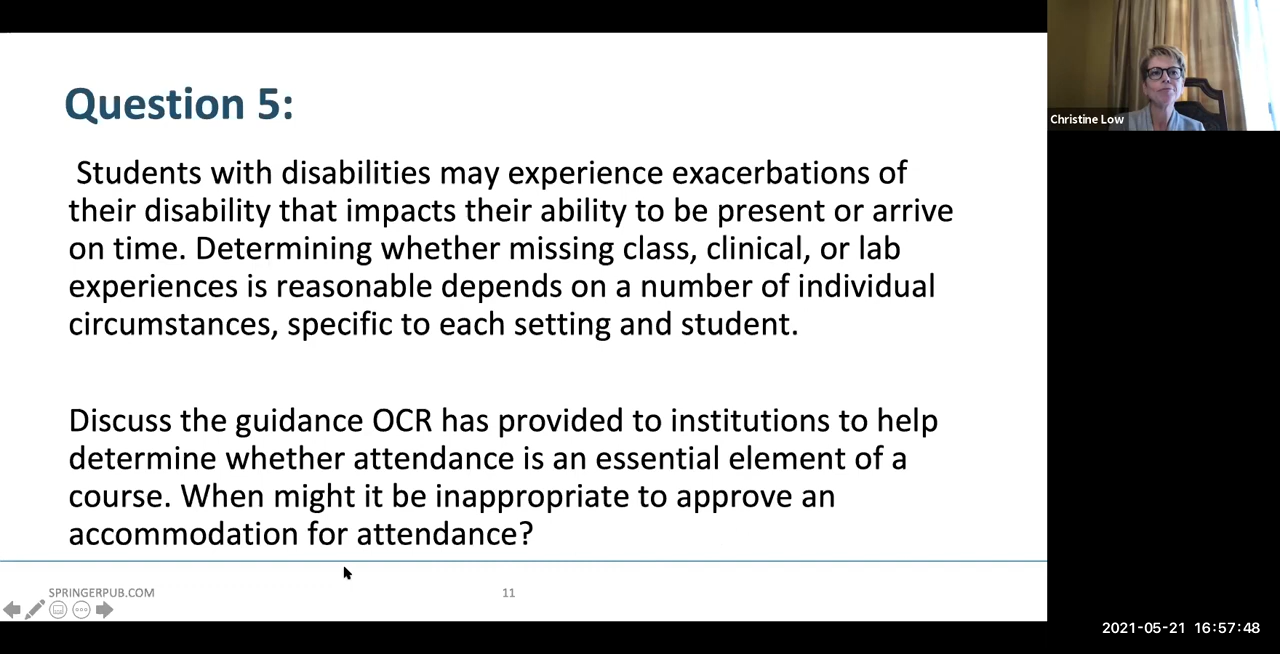 Question 5:
Students with disabilities may experience exacerbations of
their disability that impacts their ability to be present or arrive
on time. Determining whether missing class, clinical, or lab
experiences is reasonable depends on a number of individual
circumstances, specific to each setting and student.
Discuss the guidance OCR has provided to institutions to help
determine whether attendance is an essential element of a
course. When might it be inappropriate to approve an
accommodation for attendance?
SPRINGERPUB.COM
11
Christine Low
2021-05-21 16:57:48